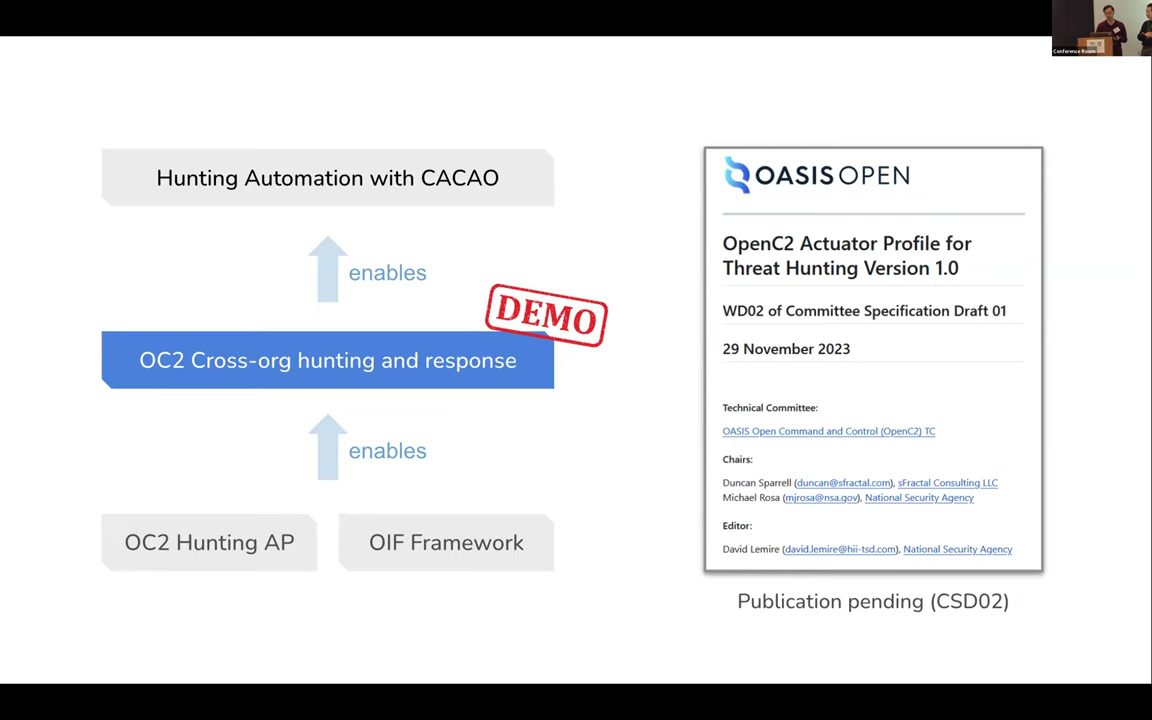 Conference Room
Hunting Automation with CACAO
enables
DEMO
OC2 Cross-org hunting and response
enables
OC2 Hunting AP
OIF Framework
OASIS OPEN
OpenC2 Actuator Profile for
Threat Hunting Version 1.0
WD02 of Committee Specification Draft 01
29 November 2023
Technical Committee:
OASIS Open Command and Control (OpenC2) TC
Chairs:
Duncan Sparrell (duncan@sfractal.com), sFractal Consulting LLC
Michael Rosa (mjrosa@nsa.gov), National Security Agency
Editor:
David Lemire (david.lemire@hii-tsd.com), National Security Agency
Publication pending (CSD02)